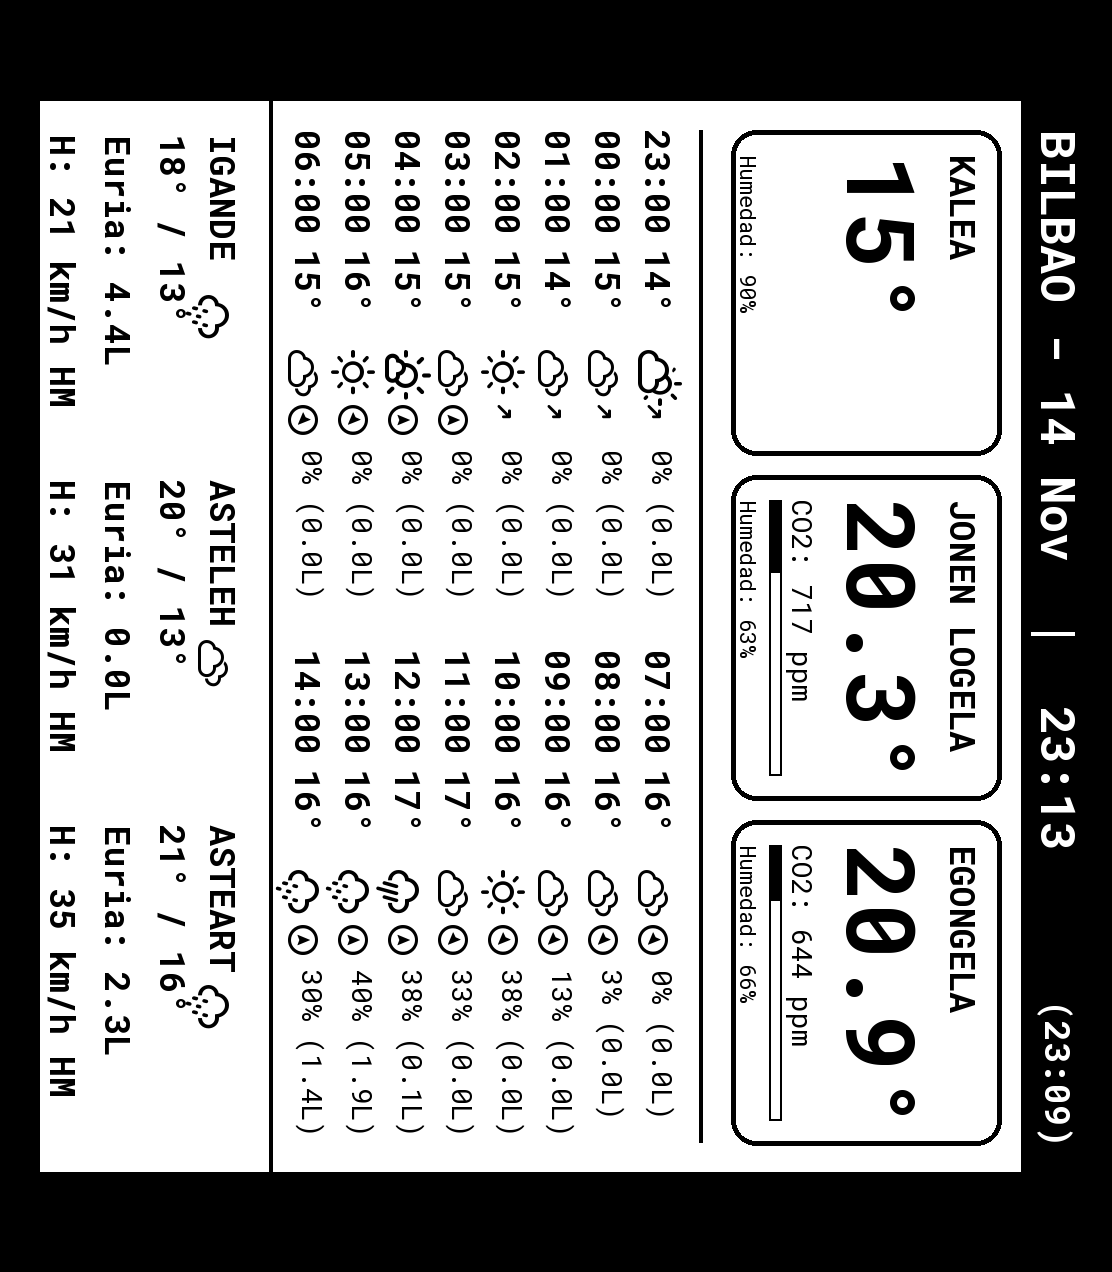 BILBAO - 14 Nov | 23:13 (23:09)
KALEA
15°
Humedad: 90%
JONEN LOGELA
20.3°
CO2: 717 ppm
Humedad: 63%
EGONGELA
20.9°
CO2: 644 ppm
Humedad: 66%
23:00 14° 0% (0.0L)
00:00 15° 0% (0.0L)
01:00 14° 0% (0.0L)
02:00 15° 0% (0.0L)
03:00 15° 0% (0.0L)
04:00 15° 0% (0.0L)
05:00 16° 0% (0.0L)
06:00 15° 0% (0.0L)
07:00 16° 0% (0.0L)
08:00 16° 3% (0.0L)
09:00 16° 13% (0.0L)
10:00 16° 38% (0.0L)
11:00 17° 33% (0.0L)
12:00 17° 38% (0.1L)
13:00 16° 40% (1.9L)
14:00 16° 30% (1.4L)
IGANDE
18° / 13°
Euria: 4.4L
H: 21 km/h HM
ASTELEH
20° / 13°
Euria: 0.0L
H: 31 km/h HM
ASTEART
21° / 16°
Euria: 2.3L
H: 35 km/h HM